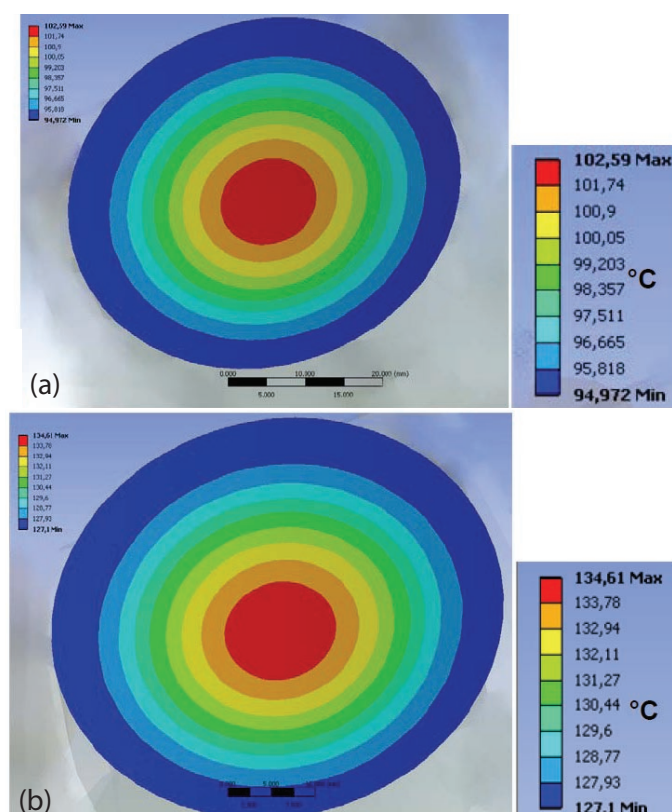 102,59 Max
101,74
100,9
100,05
99,203
98,357
97,511
96,665
95,818
94,972 Min
102,59 Max
101,74
100,9
100,05
99,203
98,357
97,511
96,665
95,818
94,972 Min
°C
0.000
10.000
20.000 (mm)
5.000
15.000
(a)
134,61 Max
133,78
132,94
132,11
131,27
130,44
129,6
128,77
127,93
127,1 Min
134,61 Max
133,78
132,94
132,11
131,27
130,44
129,6
128,77
127,93
127,1 Min
°C
5.000
(b)